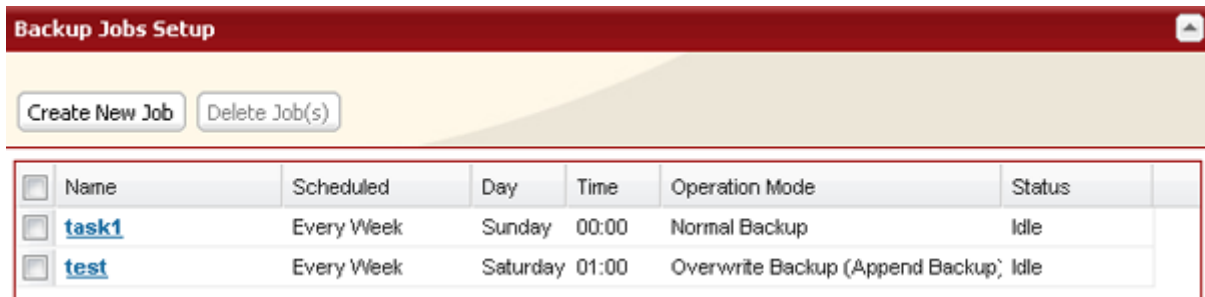 Backup Jobs Setup
Create New Job Delete Job(s)
Name Scheduled Day Time Operation Mode Status
task1 Every Week Sunday 00:00 Normal Backup Idle
test Every Week Saturday 01:00 Overwrite Backup (Append Backup) Idle